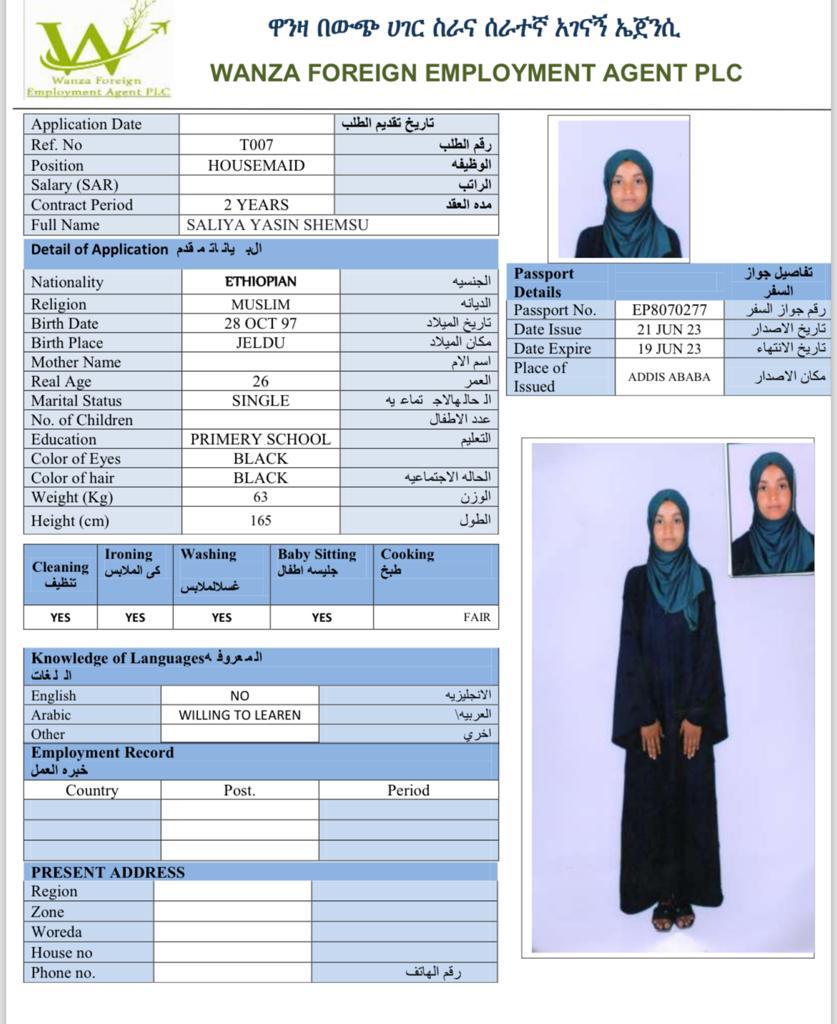 ዋንዛ በውጭ ሀገር ስራና ሰራተኛ አገናኝ ኤጀንሲ
WANZA FOREIGN EMPLOYMENT AGENT PLC
Wanza Foreign
Employment Agent PLC
Application Date تاريخ تقديم الطلب
Ref. No T007 رقم الطلب
Position HOUSEMAID الوظيفه
Salary (SAR) الراتب
Contract Period 2 YEARS مده العقد
Full Name SALIYA YASIN SHEMSU
Detail of Application الب يانات م قدم
Nationality ETHIOPIAN الجنسيه
Religion MUSLIM الديانه
Birth Date 28 OCT 97 تاريخ الميلاد
Birth Place JELDU مكان الميلاد
Mother Name اسم الام
Real Age 26 العمر
Marital Status SINGLE الحالهالاج تماع يه
No. of Children عدد الاطفال
Education PRIMERY SCHOOL التعليم
Color of Eyes BLACK
Color of hair BLACK الحاله الاجتماعيه
Weight (Kg) 63 الوزن
Height (cm) 165 الطول
Passport Details تفاصيل جواز السفر
Passport No. EP8070277 رقم جواز السفر
Date Issue 21 JUN 23 تاريخ الاصدار
Date Expire 19 JUN 23 تاريخ الانتهاء
Place of Issued ADDIS ABABA مكان الاصدار
Cleaning Ironing Washing Baby Sitting Cooking
تنظيف كى الملابس غسلالملابس جليسه اطفال طبخ
YES YES YES YES FAIR
Knowledge of Languages المعروف ه
ال لغات
English NO الانجليزيه
Arabic WILLING TO LEAREN العربيه\
Other اخري
Employment Record
خبره العمل
Country Post. Period
PRESENT ADDRESS
Region
Zone
Woreda
House no
Phone no. رقم الهاتف